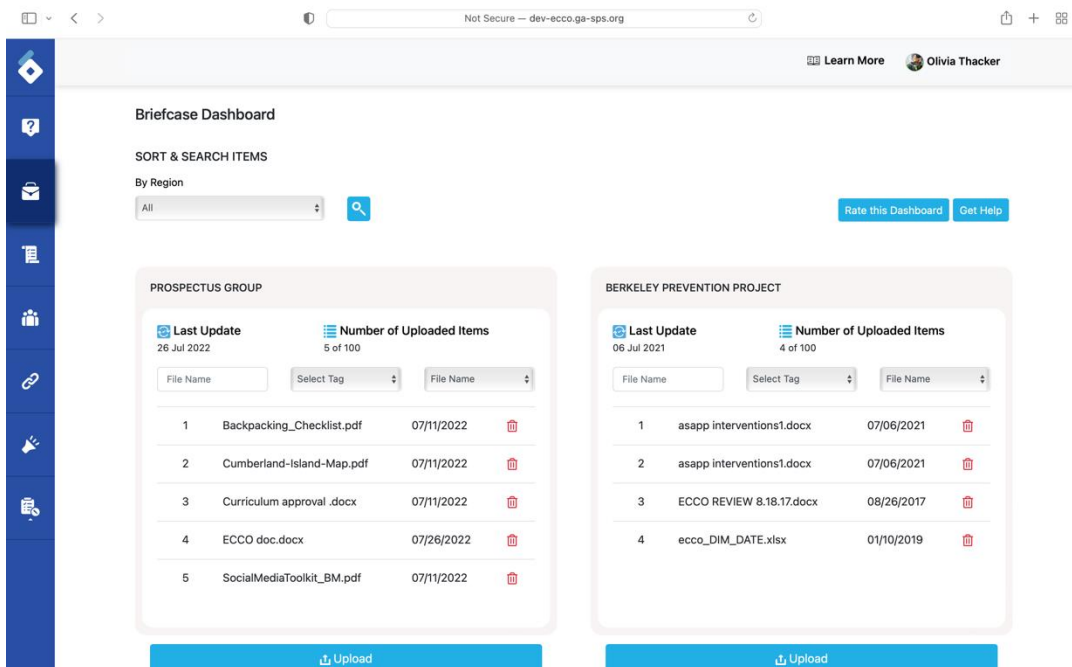 Not Secure — dev-ecco.ga-sps.org
Learn More
Olivia Thacker
Briefcase Dashboard
SORT & SEARCH ITEMS
By Region
All
Rate this Dashboard
Get Help
PROSPECTUS GROUP
Last Update
Number of Uploaded Items
26 Jul 2022
5 of 100
File Name
Select Tag
File Name
1 Backpacking_Checklist.pdf 07/11/2022
2 Cumberland-Island-Map.pdf 07/11/2022
3 Curriculum approval .docx 07/11/2022
4 ECCO doc.docx 07/26/2022
5 SocialMediaToolkit_BM.pdf 07/11/2022
Upload
BERKELEY PREVENTION PROJECT
Last Update
Number of Uploaded Items
06 Jul 2021
4 of 100
File Name
Select Tag
File Name
1 asapp interventions1.docx 07/06/2021
2 asapp interventions1.docx 07/06/2021
3 ECCO REVIEW 8.18.17.docx 08/26/2017
4 ecco_DIM_DATE.xlsx 01/10/2019
Upload